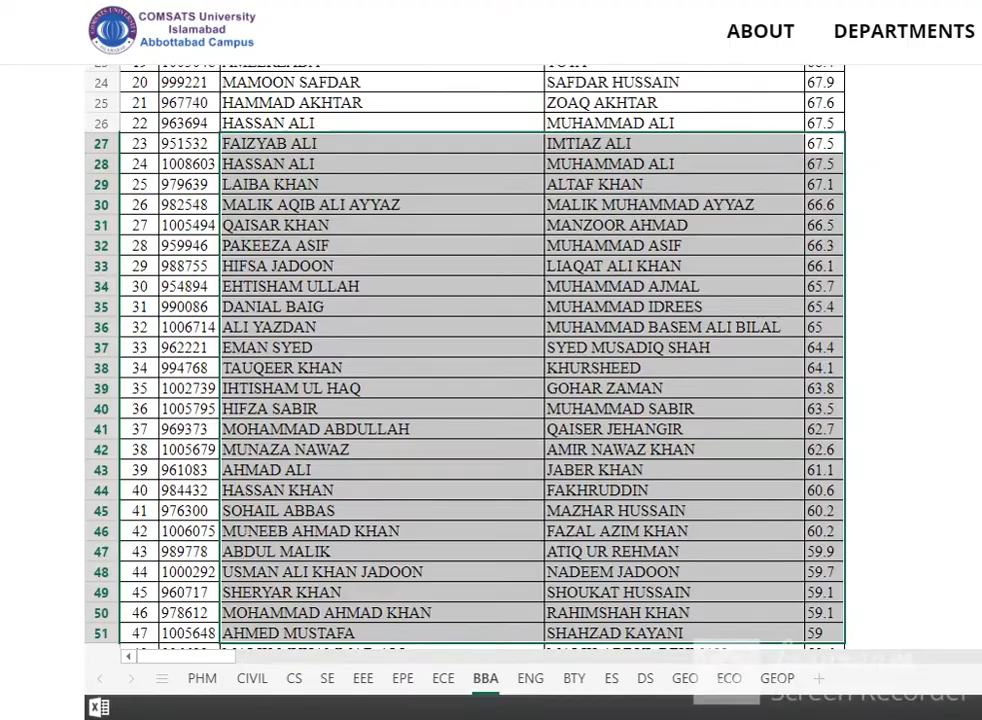 COMSATS University
Islamabad
Abbottabad Campus
ABOUT DEPARTMENTS
24 20 999221 MAMOON SAFDAR SAFDAR HUSSAIN 67.9
25 21 967740 HAMMAD AKHTAR ZOAQ AKHTAR 67.6
26 22 963694 HASSAN ALI MUHAMMAD ALI 67.5
27 23 951532 FAIZYAB ALI IMTIAZ ALI 67.5
28 24 1008603 HASSAN ALI MUHAMMAD ALI 67.5
29 25 979639 LAIBA KHAN ALTAF KHAN 67.1
30 26 982548 MALIK AQIB ALI AYYAZ MALIK MUHAMMAD AYYAZ 66.6
31 27 1005494 QAISAR KHAN MANZOOR AHMAD 66.5
32 28 959946 PAKEEZA ASIF MUHAMMAD ASIF 66.3
33 29 988755 HIFSA JADOON LIAQAT ALI KHAN 66.1
34 30 954894 EHTISHAM ULLAH MUHAMMAD AJMAL 65.7
35 31 990086 DANIAL BAIG MUHAMMAD IDREES 65.4
36 32 1006714 ALI YAZDAN MUHAMMAD BASEM ALI BILAL 65
37 33 962221 EMAN SYED SYED MUSADIQ SHAH 64.4
38 34 994768 TAUQEER KHAN KHURSHEED 64.1
39 35 1002739 IHTISHAM UL HAQ GOHAR ZAMAN 63.8
40 36 1005795 HIFZA SABIR MUHAMMAD SABIR 63.5
41 37 969373 MOHAMMAD ABDULLAH QAISER JEHANGIR 62.7
42 38 1005679 MUNAZA NAWAZ AMIR NAWAZ KHAN 62.6
43 39 961083 AHMAD ALI JABER KHAN 61.1
44 40 984432 HASSAN KHAN FAKHRUDDIN 60.6
45 41 976300 SOHAIL ABBAS MAZHAR HUSSAIN 60.2
46 42 1006075 MUNEEB AHMAD KHAN FAZAL AZIM KHAN 60.2
47 43 989778 ABDUL MALIK ATIQ UR REHMAN 59.9
48 44 1000292 USMAN ALI KHAN JADOON NADEEM JADOON 59.7
49 45 960717 SHERYAR KHAN SHOUKAT HUSSAIN 59.1
50 46 978612 MOHAMMAD AHMAD KHAN RAHIMSHAH KHAN 59.1
51 47 1005648 AHMED MUSTAFA SHAHZAD KAYANI 59
PHM CIVIL CS SE EEE EPE ECE BBA ENG BTY ES DS GEO ECO GEOP +
Screen Recorder